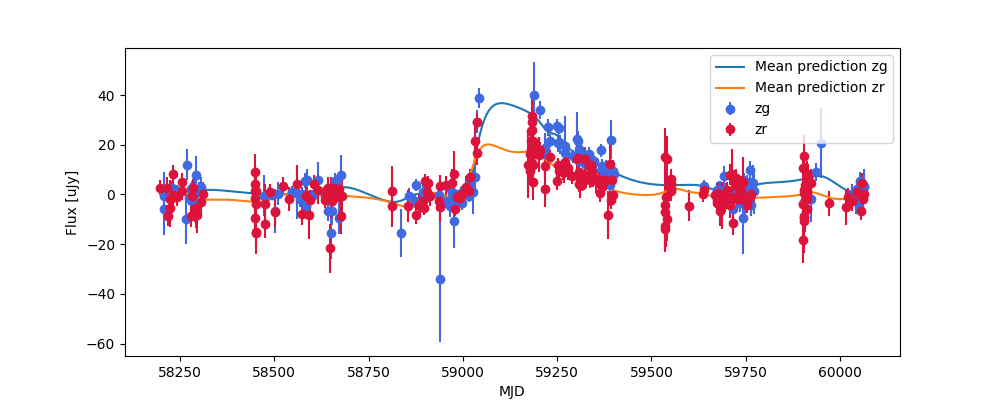 Mean prediction zg
Mean prediction zr
zg
zr
Flux [uJy]
40
20
0
−20
−40
−60
58250
58500
58750
59000
59250
59500
59750
60000
MJD